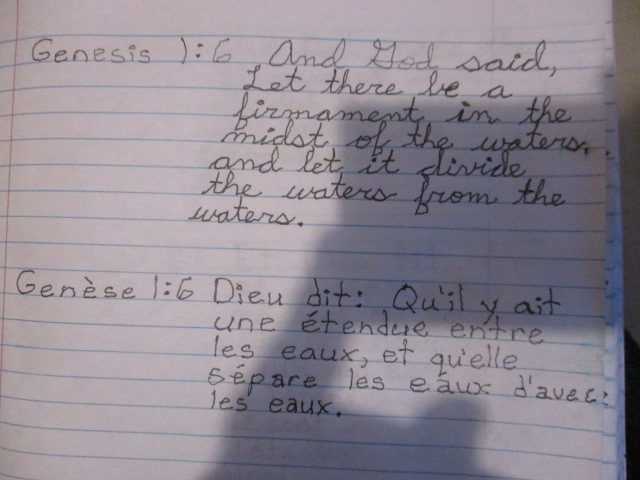 Genesis 1:6 And God said,
Let there be a
firmament in the
midst of the waters.
and let it divide
the waters from the
waters.
Genèse 1:6 Dieu dit: Qu'il y ait
une étendue entre
les eaux, et qu'elle
sépare les eaux d'avec
les eaux.